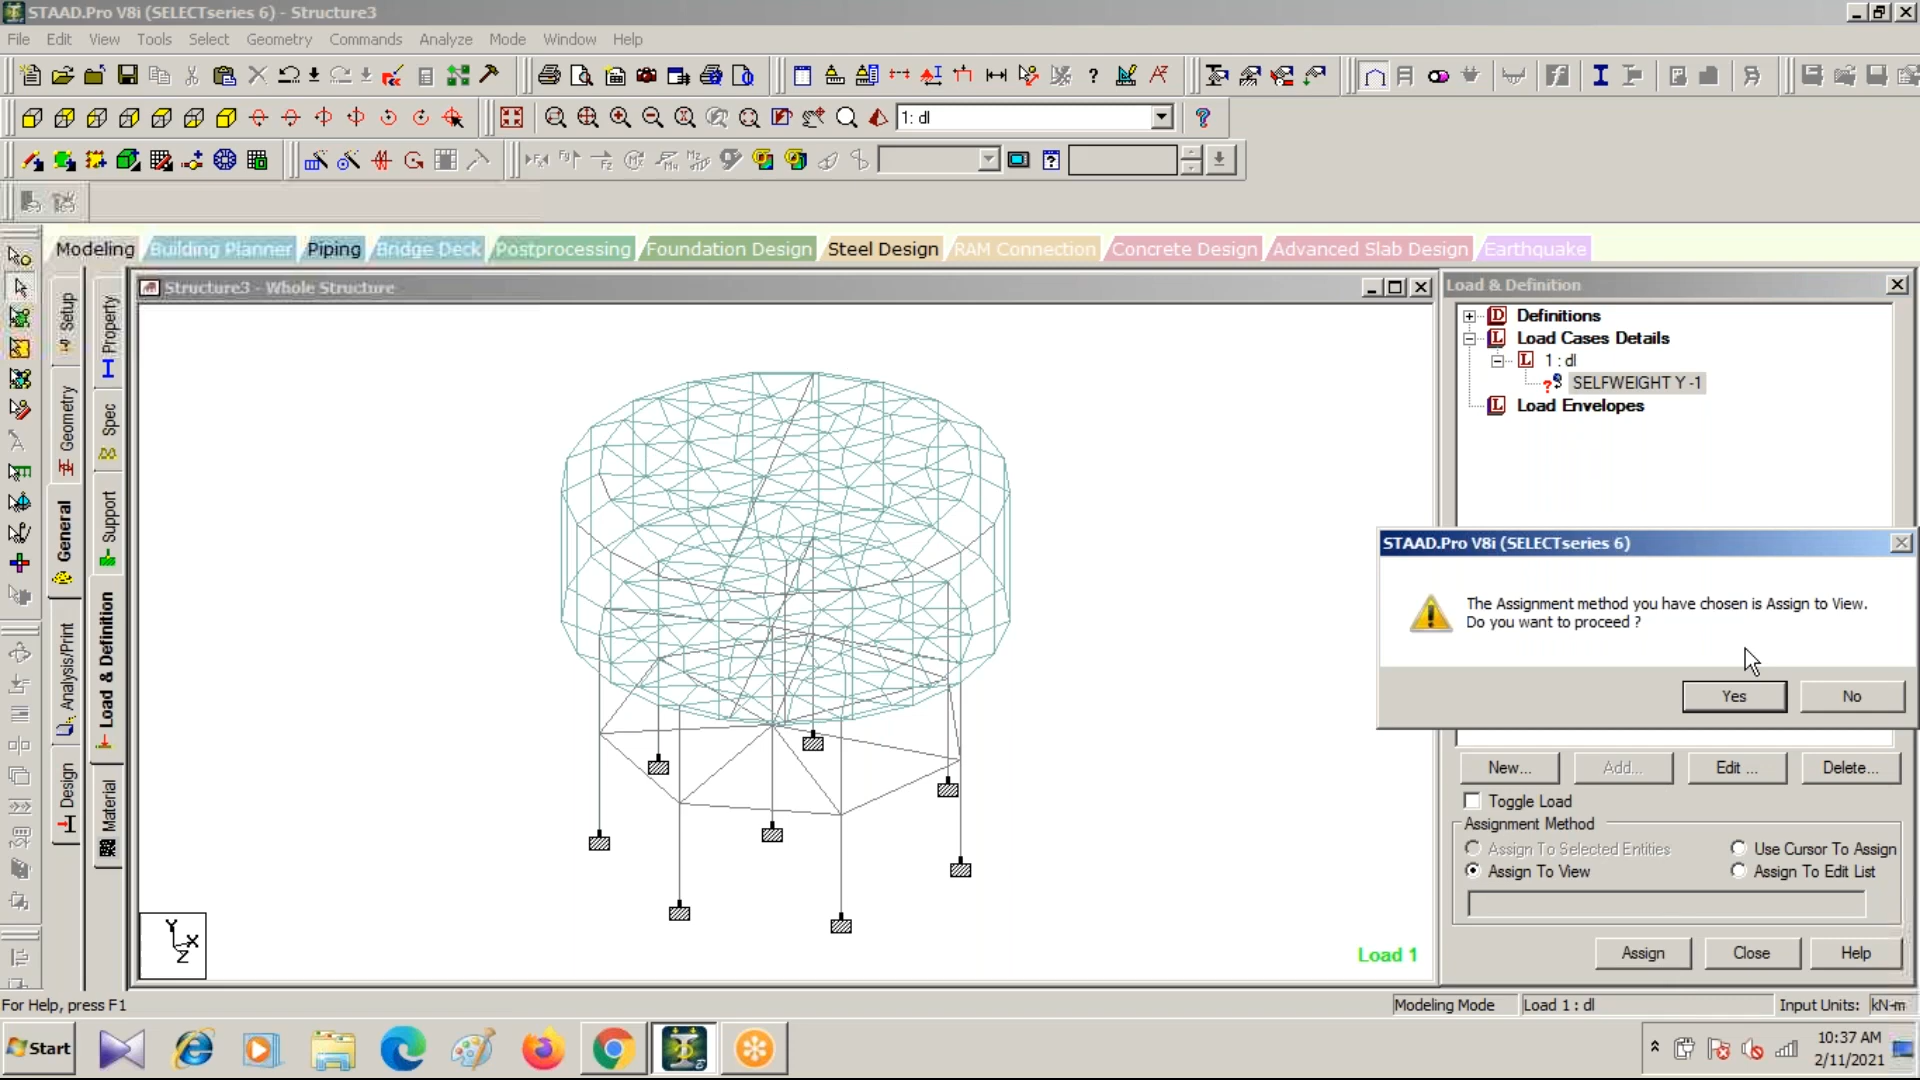 STAAD.Pro V8i (SELECTseries 6) - Structure3
File Edit View Tools Select Geometry Commands Analyze Mode Window Help
1: dl
Modeling Building Planner Piping Bridge Deck Postprocessing Foundation Design Steel Design RAM Connection Concrete Design Advanced Slab Design Earthquake
Setup
Geometry
General
Analysis/Print
Design
Property
Spec
Support
Load & Definition
Material
Structure3 - Whole Structure
Y
X
Z
Load 1
Load & Definition
Definitions
Load Cases Details
1 : dl
SELFWEIGHT Y -1
Load Envelopes
STAAD.Pro V8i (SELECTseries 6)
The Assignment method you have chosen is Assign to View.
Do you want to proceed ?
Yes No
New... Add... Edit ... Delete...
Toggle Load
Assignment Method
Assign To Selected Entities Use Cursor To Assign
Assign To View Assign To Edit List
Assign Close Help
For Help, press F1 Modeling Mode Load 1 : dl Input Units: kN-m
Start 10:37 AM
2/11/2021